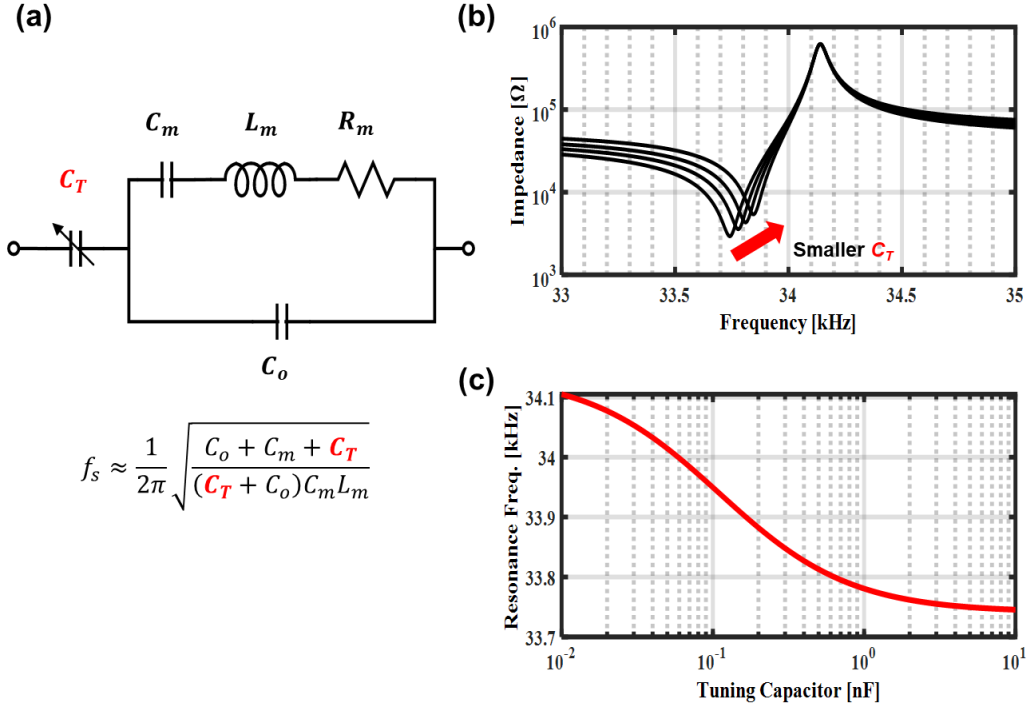 (a)
C_m L_m R_m
C_T
C_o
f_s ≈ \frac{1}{2π} \sqrt{\frac{C_o + C_m + C_T}{(C_T + C_o)C_m L_m}}
(b)
Impedance [Ω]
10^6
10^5
10^4
10^3
Smaller C_T
33 33.5 34 34.5 35
Frequency [kHz]
(c)
Resonance Freq. [kHz]
34.1
34
33.9
33.8
33.7
10^-2 10^-1 10^0 10^1
Tuning Capacitor [nF]